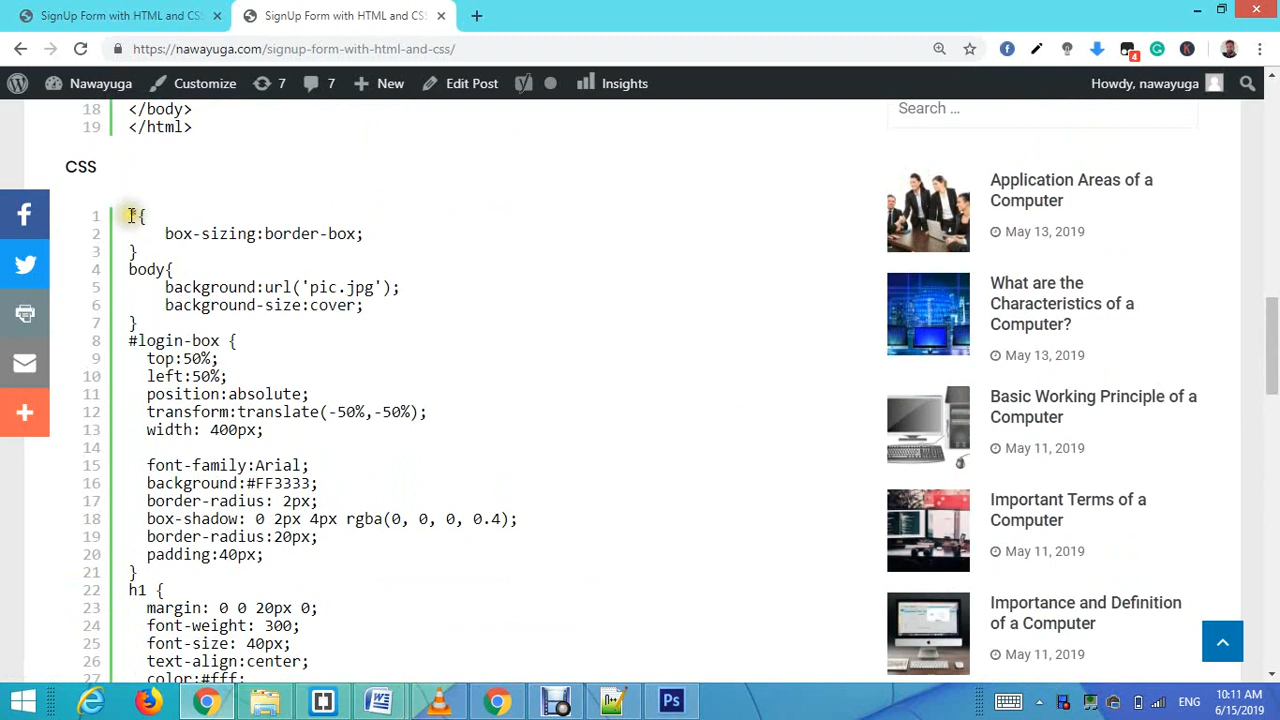 SignUp Form with HTML and CS
SignUp Form with HTML and CSS
https://nawayuga.com/signup-form-with-html-and-css/
4
Nawayuga
Customize
7
7
New
Edit Post
Insights
Howdy, nawayuga
18 </body>
19 </html>
Search …
CSS
1 {
2 box-sizing:border-box;
3 }
4 body{
5 background:url('pic.jpg');
6 background-size:cover;
7 }
8 #login-box {
9 top:50%;
10 left:50%;
11 position:absolute;
12 transform:translate(-50%,-50%);
13 width: 400px;
14
15 font-family:Arial;
16 background:#FF3333;
17 border-radius: 2px;
18 box-shadow: 0 2px 4px rgba(0, 0, 0, 0.4);
19 border-radius:20px;
20 padding:40px;
21 }
22 h1 {
23 margin: 0 0 20px 0;
24 font-weight: 300;
25 font-size: 40px;
26 text-align:center;
27
Application Areas of a
Computer
May 13, 2019
What are the
Characteristics of a
Computer?
May 13, 2019
Basic Working Principle of a
Computer
May 11, 2019
Important Terms of a
Computer
May 11, 2019
Importance and Definition
of a Computer
May 11, 2019
ENG
10:11 AM
6/15/2019